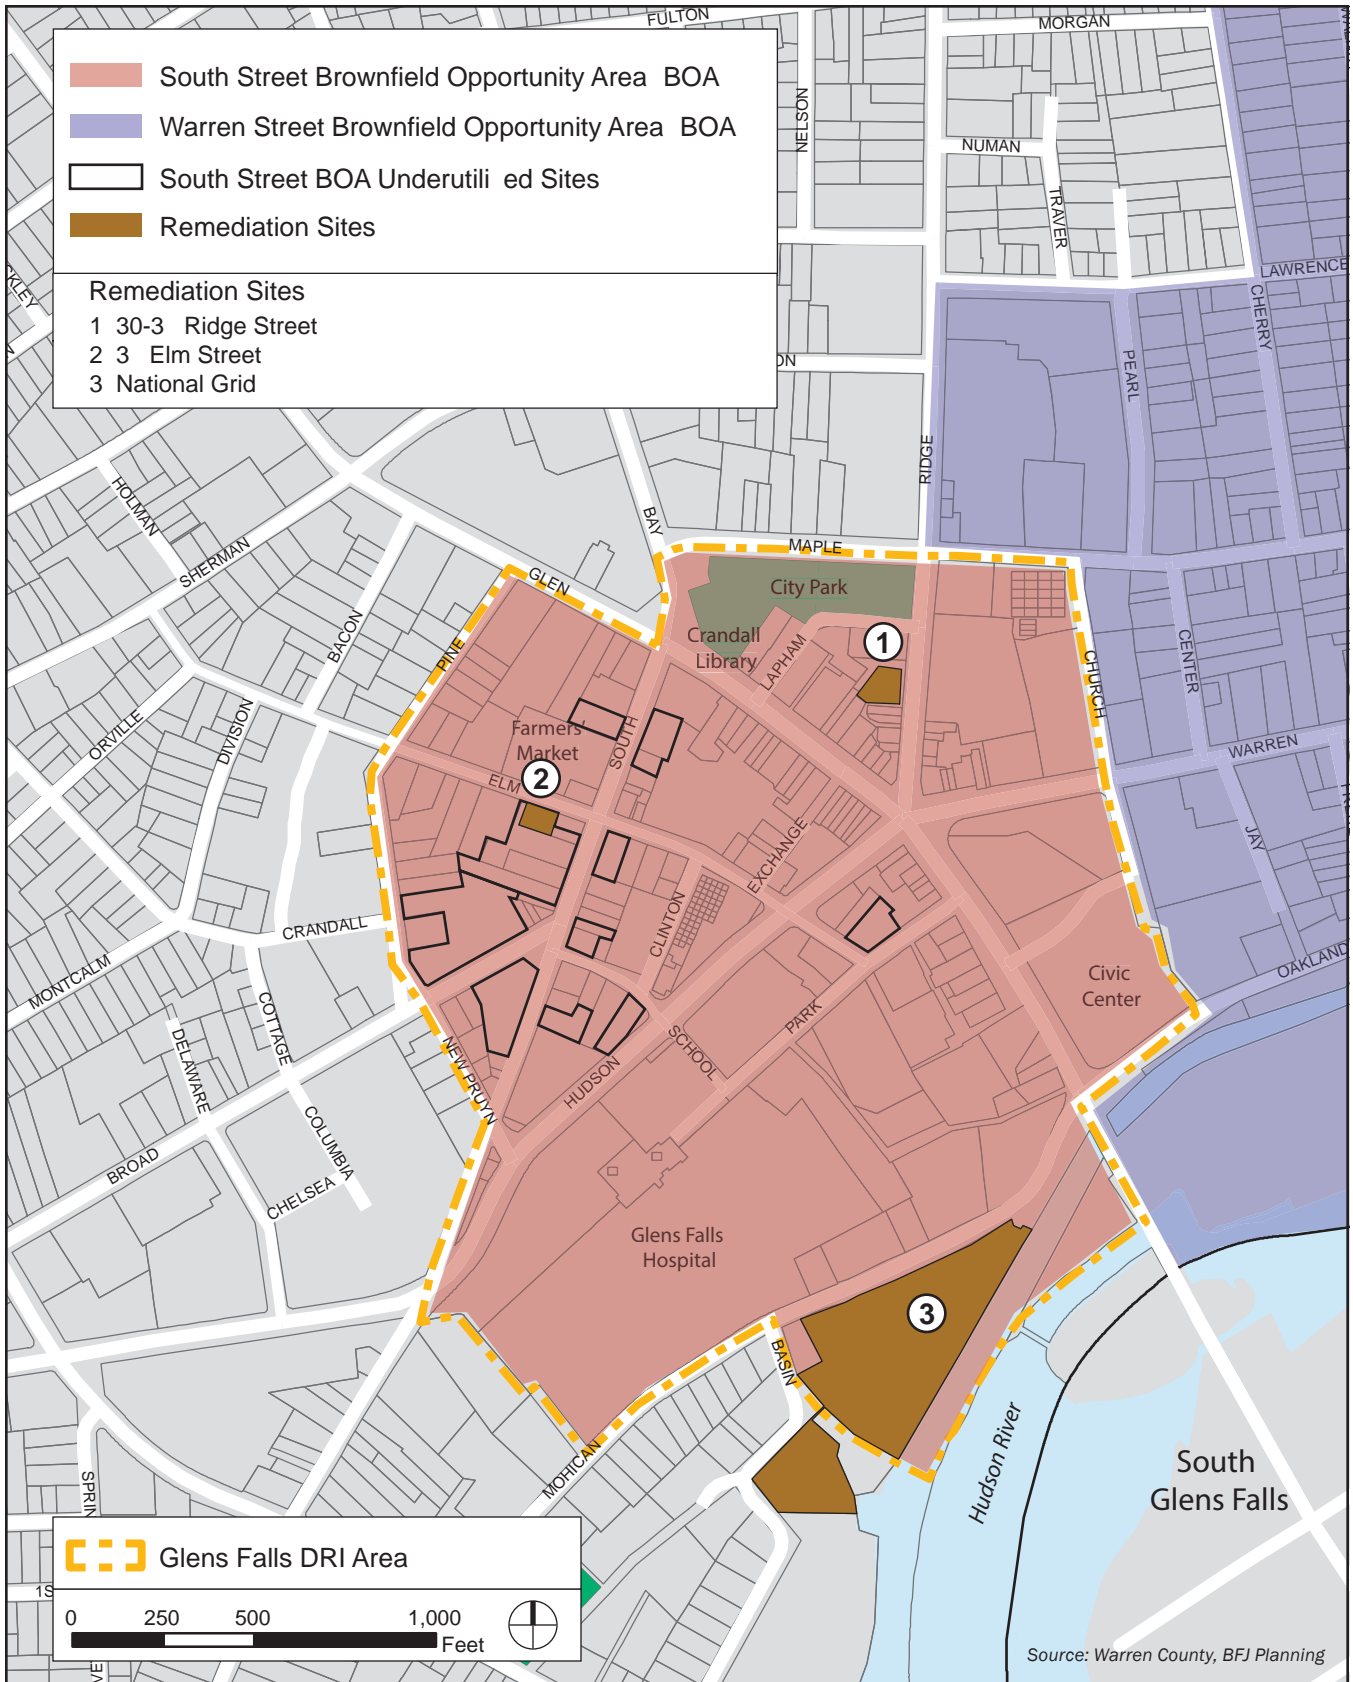 FULTON
MORGAN
South Street Brownfield Opportunity Area BOA
Warren Street Brownfield Opportunity Area BOA
South Street BOA Underutili ed Sites
Remediation Sites
Remediation Sites
1 30-3 Ridge Street
2 3 Elm Street
3 National Grid
NELSON
NUMAN
TRAVER
LAWRENCE
CHERRY
PEARL
RIDGE
HOLMAN
SHERMAN
BAY
MAPLE
GLEN
City Park
Crandall
Library
LAPHAM
1
BACON
PINE
CENTER
CHURCH
ORVILLE
DIVISION
Farmers'
Market
SOUTH
WARREN
2
ELM
JAY
EXCHANGE
CLINTON
CRANDALL
MONTCALM
Civic
Center
OAKLAND
COTTAGE
DELAWARE
PARK
SCHOOL
NEW PRUYN
HUDSON
COLUMBIA
BROAD
CHELSEA
Glens Falls
Hospital
3
BASIN
Hudson River
MOHICAN
South
Glens Falls
SPRIN
Glens Falls DRI Area
1S
0 250 500 1,000
Feet
Source: Warren County, BFJ Planning